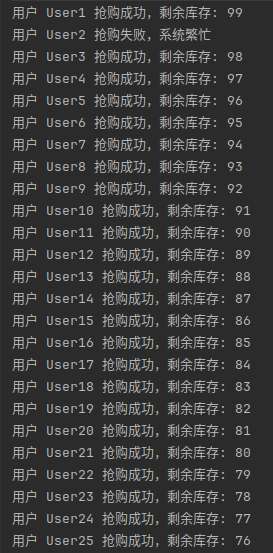 用户 User1 抢购成功，剩余库存: 99
用户 User2 抢购失败，系统繁忙
用户 User3 抢购成功，剩余库存: 98
用户 User4 抢购成功，剩余库存: 97
用户 User5 抢购成功，剩余库存: 96
用户 User6 抢购成功，剩余库存: 95
用户 User7 抢购成功，剩余库存: 94
用户 User8 抢购成功，剩余库存: 93
用户 User9 抢购成功，剩余库存: 92
用户 User10 抢购成功，剩余库存: 91
用户 User11 抢购成功，剩余库存: 90
用户 User12 抢购成功，剩余库存: 89
用户 User13 抢购成功，剩余库存: 88
用户 User14 抢购成功，剩余库存: 87
用户 User15 抢购成功，剩余库存: 86
用户 User16 抢购成功，剩余库存: 85
用户 User17 抢购成功，剩余库存: 84
用户 User18 抢购成功，剩余库存: 83
用户 User19 抢购成功，剩余库存: 82
用户 User20 抢购成功，剩余库存: 81
用户 User21 抢购成功，剩余库存: 80
用户 User22 抢购成功，剩余库存: 79
用户 User23 抢购成功，剩余库存: 78
用户 User24 抢购成功，剩余库存: 77
用户 User25 抢购成功，剩余库存: 76